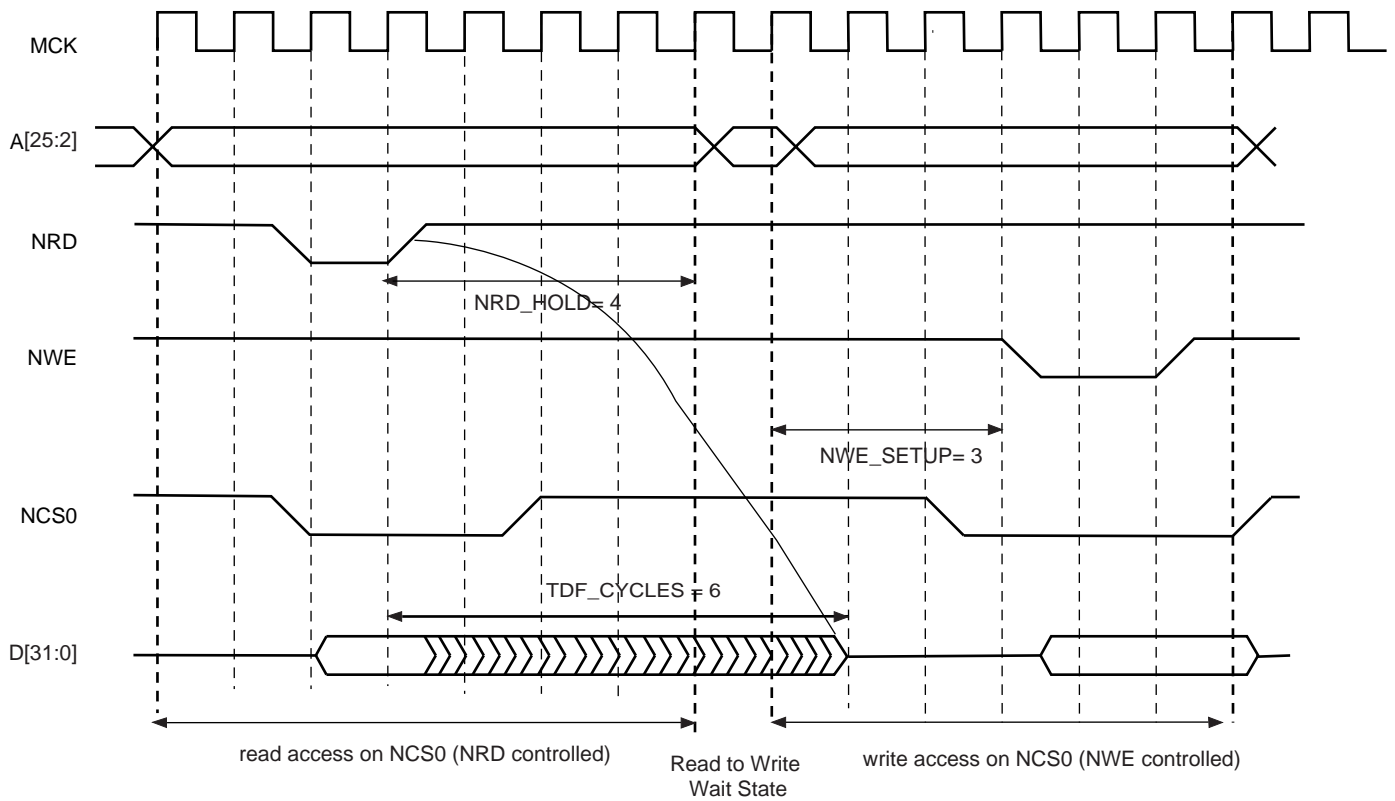 MCK
A[25:2]
NRD
NRD_HOLD= 4
NWE
NWE_SETUP= 3
NCS0
TDF_CYCLES = 6
D[31:0]
read access on NCS0 (NRD controlled)
Read to Write
Wait State
write access on NCS0 (NWE controlled)